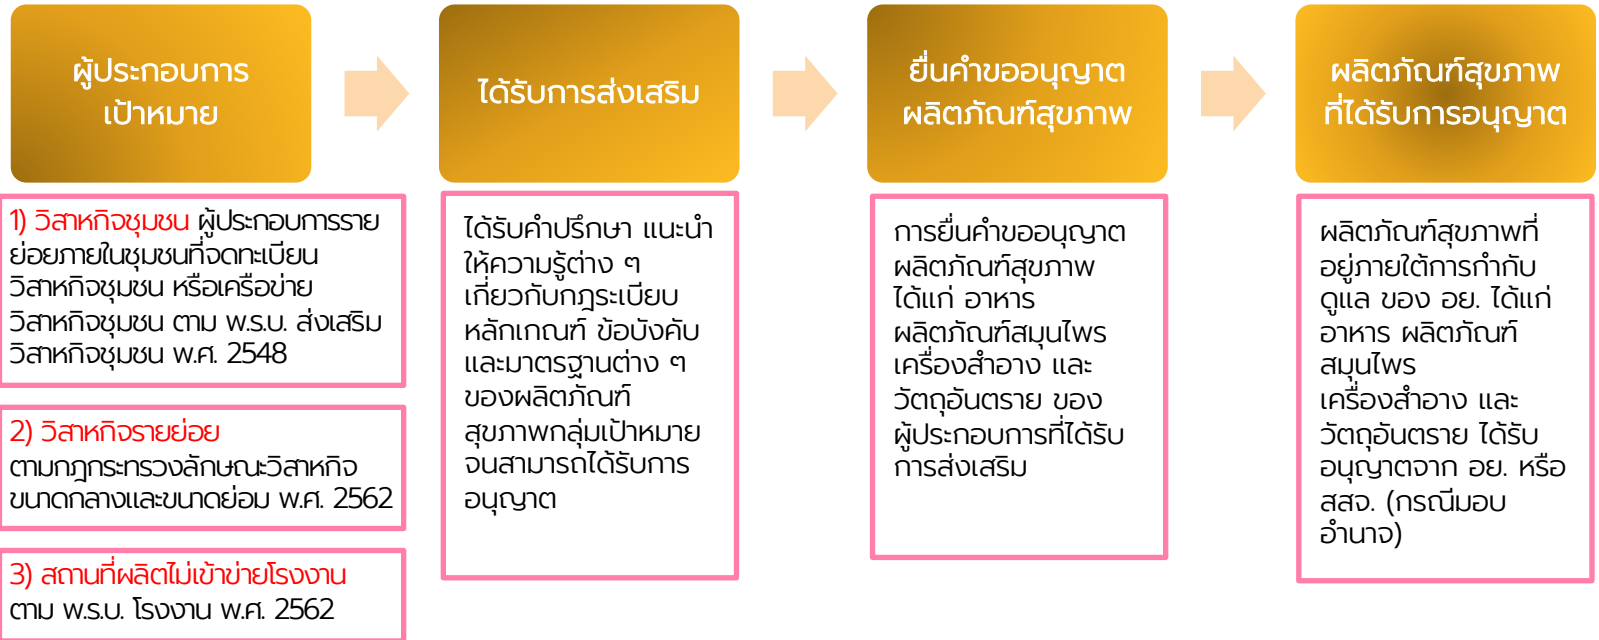 ผู้ประกอบการ
เป้าหมาย
ได้รับการส่งเสริม
ยื่นคำขออนุญาต
ผลิตภัณฑ์สุขภาพ
ผลิตภัณฑ์สุขภาพ
ที่ได้รับการอนุญาต
1) วิสาหกิจชุมชน ผู้ประกอบการราย
ย่อยภายในชุมชนที่จดทะเบียน
วิสาหกิจชุมชน หรือเครือข่าย
วิสาหกิจชุมชน ตาม พ.ร.บ. ส่งเสริม
วิสาหกิจชุมชน พ.ศ. 2548
2) วิสาหกิจรายย่อย
ตามกฎกระทรวงลักษณะวิสาหกิจ
ขนาดกลางและขนาดย่อม พ.ศ. 2562
3) สถานที่ผลิตไม่เข้าข่ายโรงงาน
ตาม พ.ร.บ. โรงงาน พ.ศ. 2562
ได้รับคำปรึกษา แนะนำ
ให้ความรู้ต่าง ๆ
เกี่ยวกับกฎระเบียบ
หลักเกณฑ์ ข้อบังคับ
และมาตรฐานต่าง ๆ
ของผลิตภัณฑ์
สุขภาพกลุ่มเป้าหมาย
จนสามารถได้รับการ
อนุญาต
การยื่นคำขออนุญาต
ผลิตภัณฑ์สุขภาพ
ได้แก่ อาหาร
ผลิตภัณฑ์สมุนไพร
เครื่องสำอาง และ
วัตถุอันตราย ของ
ผู้ประกอบการที่ได้รับ
การส่งเสริม
ผลิตภัณฑ์สุขภาพที่
อยู่ภายใต้การกำกับ
ดูแล ของ อย. ได้แก่
อาหาร ผลิตภัณฑ์
สมุนไพร
เครื่องสำอาง และ
วัตถุอันตราย ได้รับ
อนุญาตจาก อย. หรือ
สสจ. (กรณีมอบ
อำนาจ)